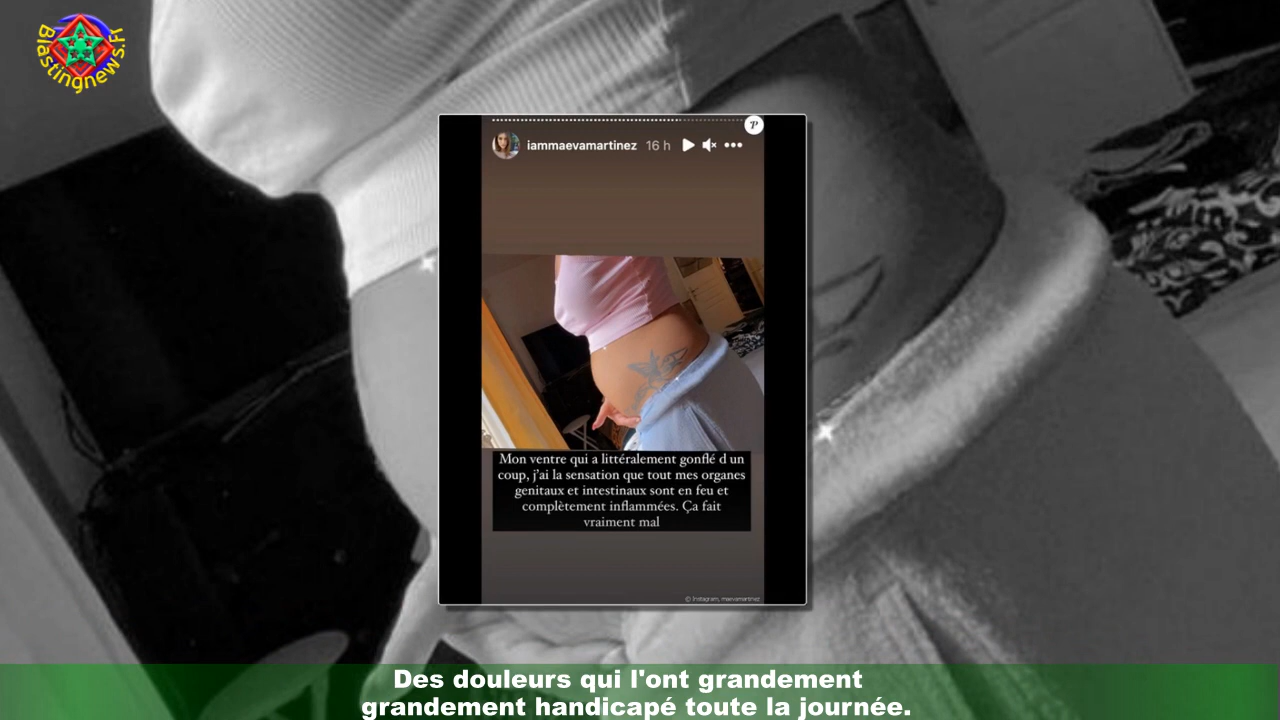 Blastingnews.fr
iammaevamartinez 16 h
Mon ventre qui a littéralement gonflé d un
coup, j'ai la sensation que tout mes organes
genitaux et intestinaux sont en feu et
complètement inflammées. Ça fait
vraiment mal
© Instagram, maevamartinez
Des douleurs qui l'ont grandement
grandement handicapé toute la journée.